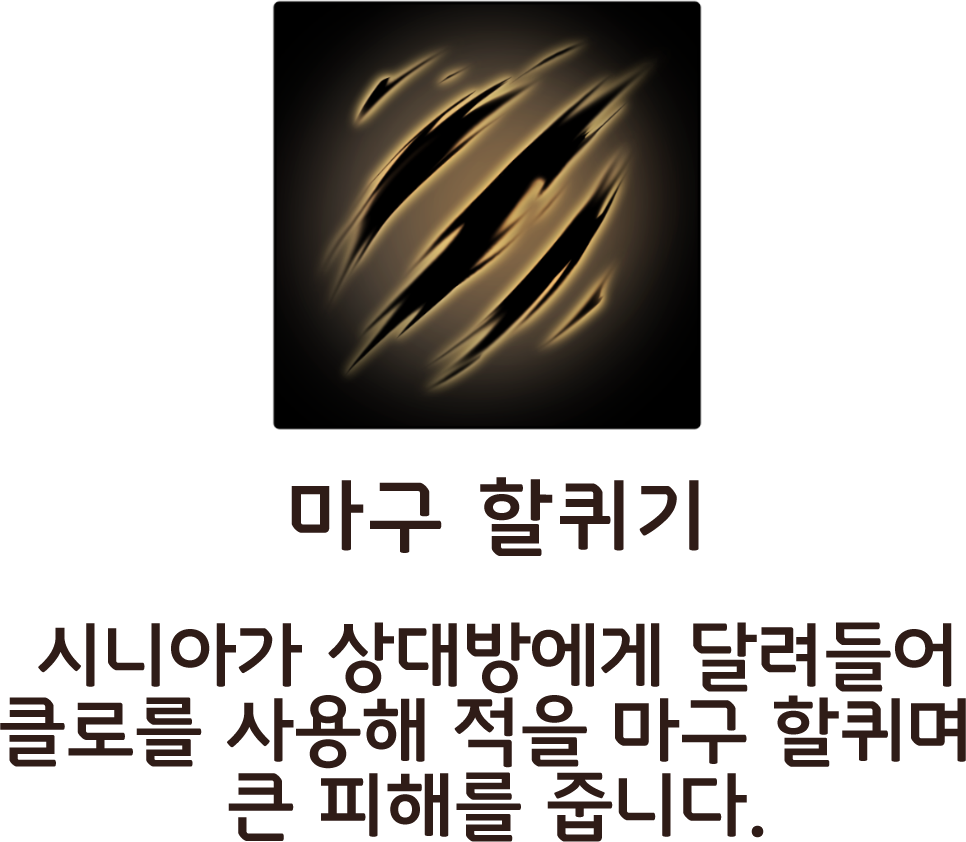 마구 할퀴기
시니아가 상대방에게 달려들어
클로를 사용해 적을 마구 할퀴며
큰 피해를 줍니다.